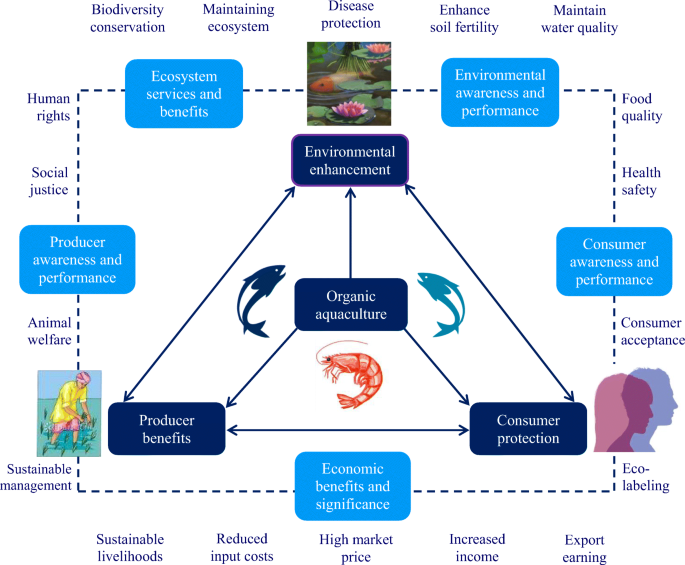 Biodiversity
conservation
Maintaining
ecosystem
Disease
protection
Enhance
soil fertility
Maintain
water quality
Ecosystem
services and
benefits
Environmental
awareness and
performance
Human
rights
Food
quality
Environmental
enhancement
Social
justice
Health
safety
Producer
awareness and
performance
Consumer
awareness and
performance
Organic
aquaculture
Animal
welfare
Consumer
acceptance
Producer
benefits
Consumer
protection
Sustainable
management
Economic
benefits and
significance
Eco-
labeling
Sustainable
livelihoods
Reduced
input costs
High market
price
Increased
income
Export
earning